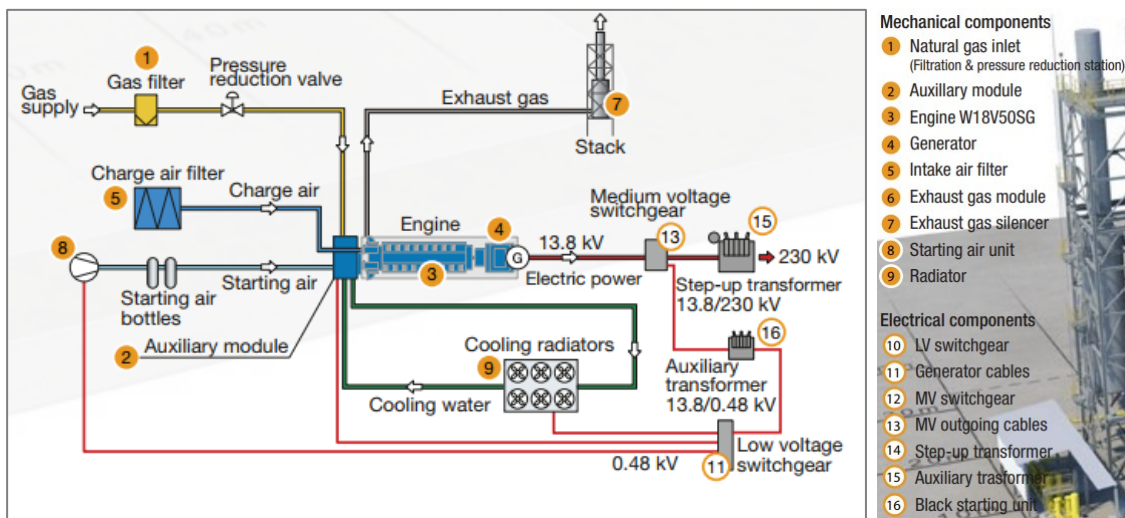 1
Gas filter
Pressure
reduction valve
Gas
supply
Exhaust gas
7
Stack
Charge air filter
5
Charge air
Engine
4
G
3
Medium voltage
switchgear
13
15
13.8 kV
230 kV
Electric power
Step-up transformer
13.8/230 kV
8
Starting air
Starting air
bottles
2
Auxiliary module
Cooling radiators
9
Cooling water
16
Auxiliary
transformer
13.8/0.48 kV
0.48 kV
11
Low voltage
switchgear
Mechanical components
1 Natural gas inlet
(Filtration & pressure reduction station)
2 Auxillary module
3 Engine W18V50SG
4 Generator
5 Intake air filter
6 Exhaust gas module
7 Exhaust gas silencer
8 Starting air unit
9 Radiator
Electrical components
10 LV switchgear
11 Generator cables
12 MV switchgear
13 MV outgoing cables
14 Step-up transformer
15 Auxiliary trasformer
16 Black starting unit